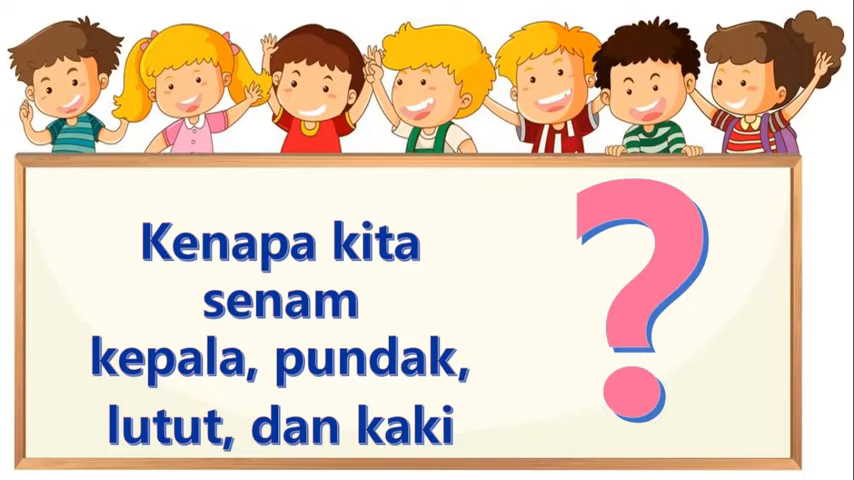 Kenapa kita
senam
kepala, pundak,
lutut, dan kaki
?